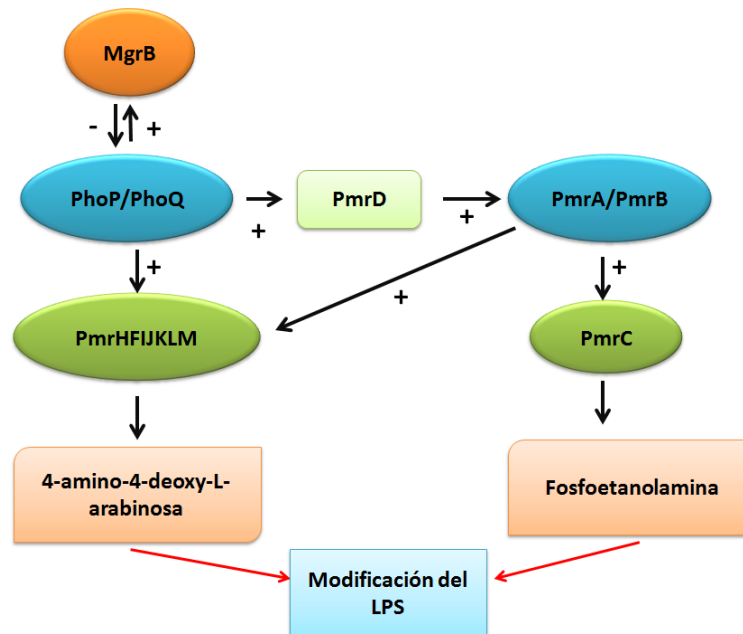 MgrB
- +
PhoP/PhoQ
PmrD
PmrA/PmrB
+
+
+
+
+
PmrHFIJKLM
PmrC
4-amino-4-deoxy-L-
arabinosa
Fosfoetanolamina
Modificación del
LPS